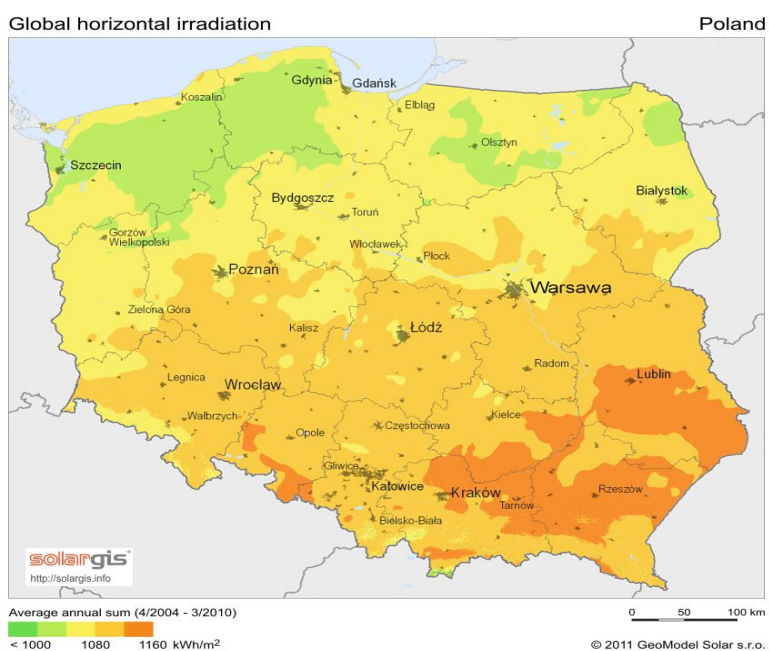 Global horizontal irradiation
Poland
Gdynia
Gdańsk
Koszalin
Elbląg
Olsztyn
Szczecin
Białystok
Bydgoszcz
Toruń
Gorzów
Wielkopolski
Włocławek
Płock
Poznań
Warsawa
Zielona Góra
Kalisz
Łódź
Radom
Legnica
Wrocław
Lublin
Wałbrzych
Kielce
Opole
Częstochowa
Gliwice
Katowice
Kraków
Tarnów
Rzeszów
Bielsko-Biała
solargis
http://solargis.info
Average annual sum (4/2004 - 3/2010)
0 50 100 km
< 1000 1080 1160 kWh/m²
© 2011 GeoModel Solar s.r.o.